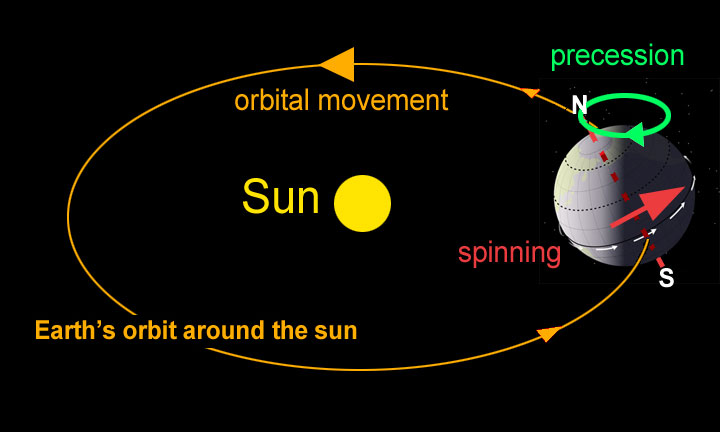 precession
N
orbital movement
Sun
spinning
S
Earth’s orbit around the sun